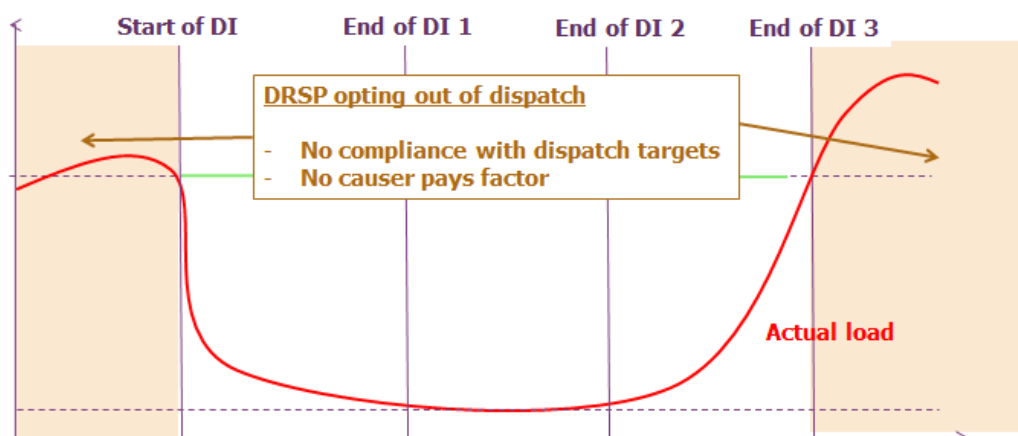 Start of DI
End of DI 1
End of DI 2
End of DI 3
DRSP opting out of dispatch
- No compliance with dispatch targets
- No causer pays factor
Actual load